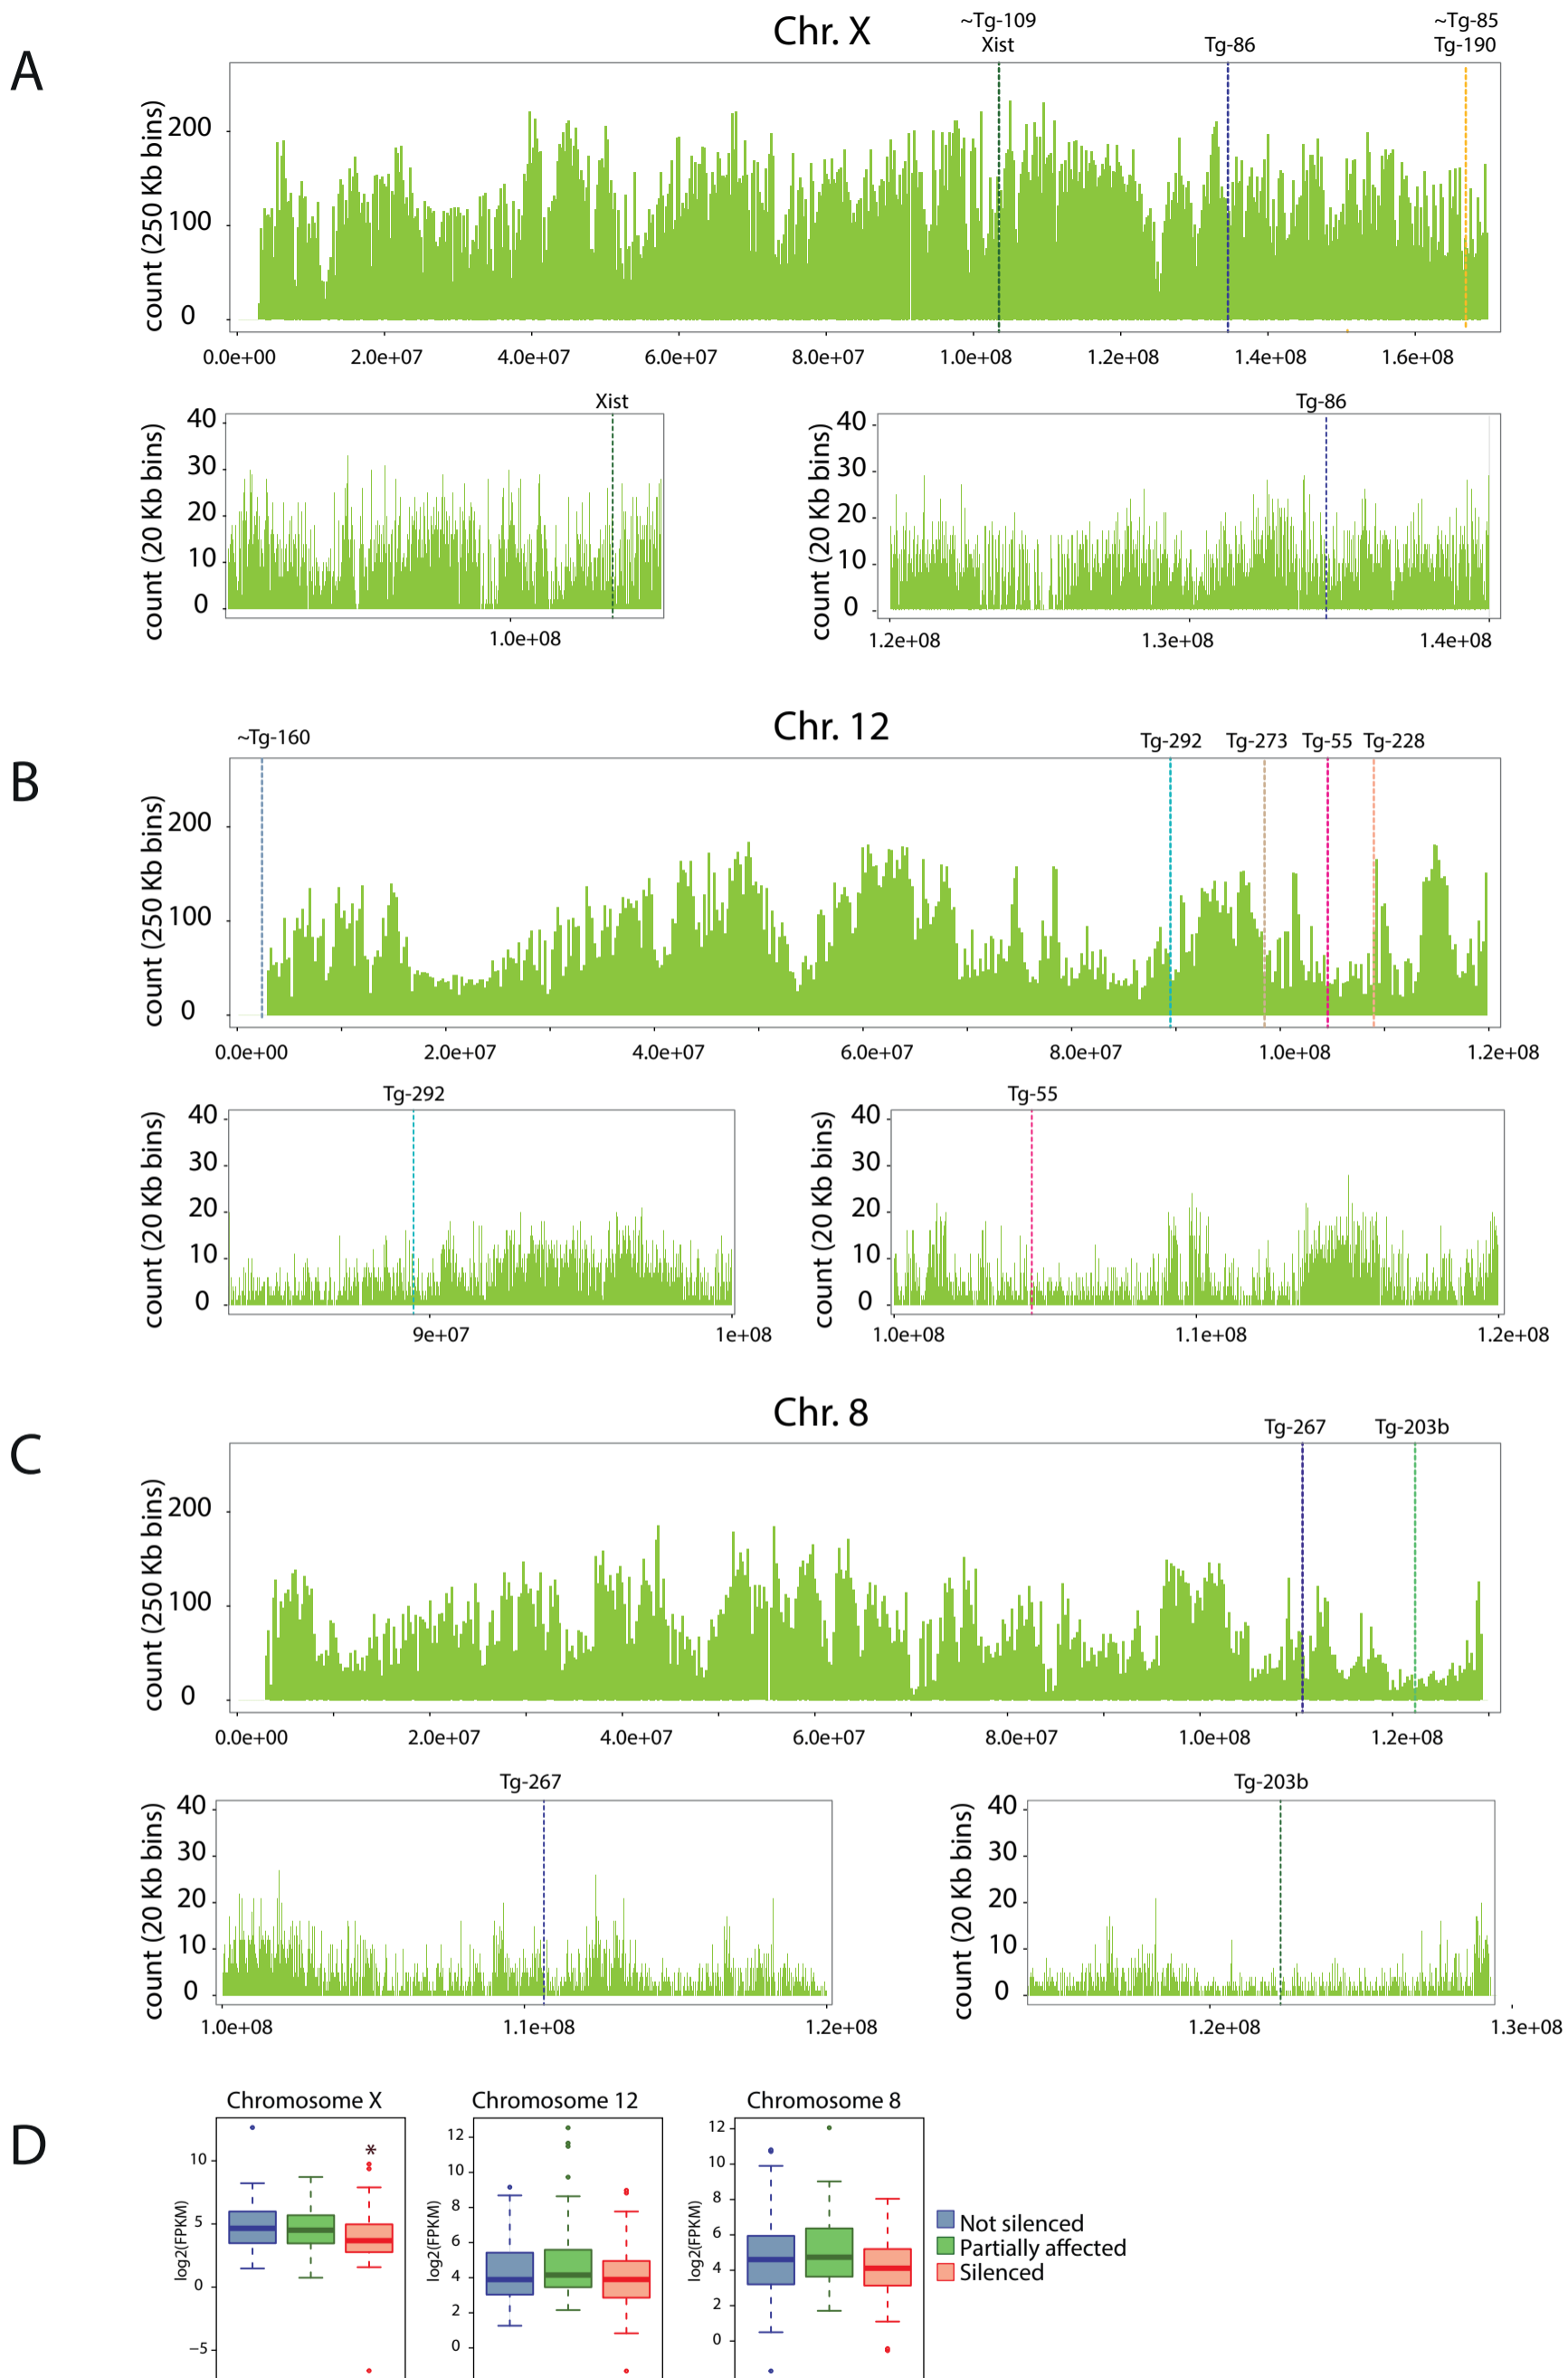 A
Chr. X
~Tg-109
Xist
Tg-86
~Tg-85
Tg-190
count (250 Kb bins)
200
100
0
0.0e+00 2.0e+07 4.0e+07 6.0e+07 8.0e+07 1.0e+08 1.2e+08 1.4e+08 1.6e+08
Xist
count (20 Kb bins)
40
30
20
10
0
1.0e+08
Tg-86
count (20 Kb bins)
40
30
20
10
0
1.2e+08 1.3e+08 1.4e+08
B
Chr. 12
~Tg-160 Tg-292 Tg-273 Tg-55 Tg-228
count (250 Kb bins)
200
100
0
0.0e+00 2.0e+07 4.0e+07 6.0e+07 8.0e+07 1.0e+08 1.2e+08
Tg-292
count (20 Kb bins)
40
30
20
10
0
9e+07 1e+08
Tg-55
count (20 Kb bins)
40
30
20
10
0
1.0e+08 1.1e+08 1.2e+08
C
Chr. 8
Tg-267 Tg-203b
count (250 Kb bins)
200
100
0
0.0e+00 2.0e+07 4.0e+07 6.0e+07 8.0e+07 1.0e+08 1.2e+08
Tg-267
count (20 Kb bins)
40
30
20
10
0
1.0e+08 1.1e+08 1.2e+08
Tg-203b
count (20 Kb bins)
40
30
20
10
0
1.2e+08 1.3e+08
D
Chromosome X
log2(FPKM)
10
5
0
−5
*
Chromosome 12
log2(FPKM)
12
10
8
6
4
2
0
Chromosome 8
log2(FPKM)
12
10
8
6
4
2
0
Not silenced
Partially affected
Silenced